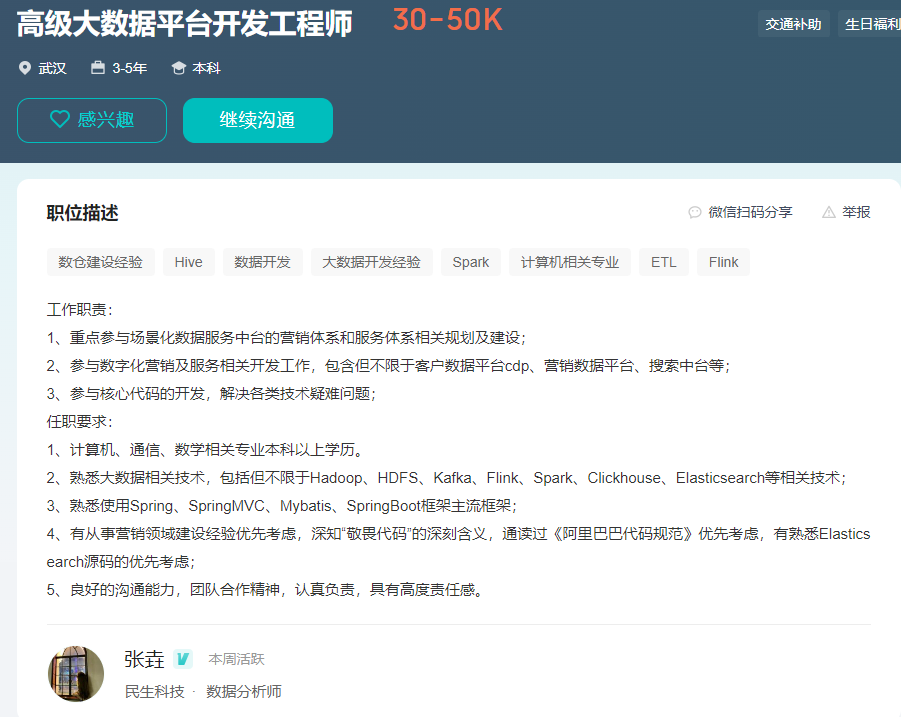 高级大数据平台开发工程师 30-50K
交通补助 生日福利
武汉 3-5年 本科
感兴趣 继续沟通
职位描述 微信扫码分享 举报
数仓建设经验 Hive 数据开发 大数据开发经验 Spark 计算机相关专业 ETL Flink
工作职责：
1、重点参与场景化数据服务中台的营销体系和服务体系相关规划及建设；
2、参与数字化营销及服务相关开发工作，包含但不限于客户数据平台cdp、营销数据平台、搜索中台等；
3、参与核心代码的开发，解决各类技术疑难问题；
任职要求：
1、计算机、通信、数学相关专业本科以上学历。
2、熟悉大数据相关技术，包括但不限于Hadoop、HDFS、Kafka、Flink、Spark、Clickhouse、Elasticsearch等相关技术；
3、熟悉使用Spring、SpringMVC、Mybatis、SpringBoot框架主流框架；
4、有从事营销领域建设经验优先考虑，深知“敬畏代码”的深刻含义，通读过《阿里巴巴代码规范》优先考虑，有熟悉Elastics
earch源码的优先考虑；
5、良好的沟通能力，团队合作精神，认真负责，具有高度责任感。
张垚 本周活跃
民生科技 · 数据分析师